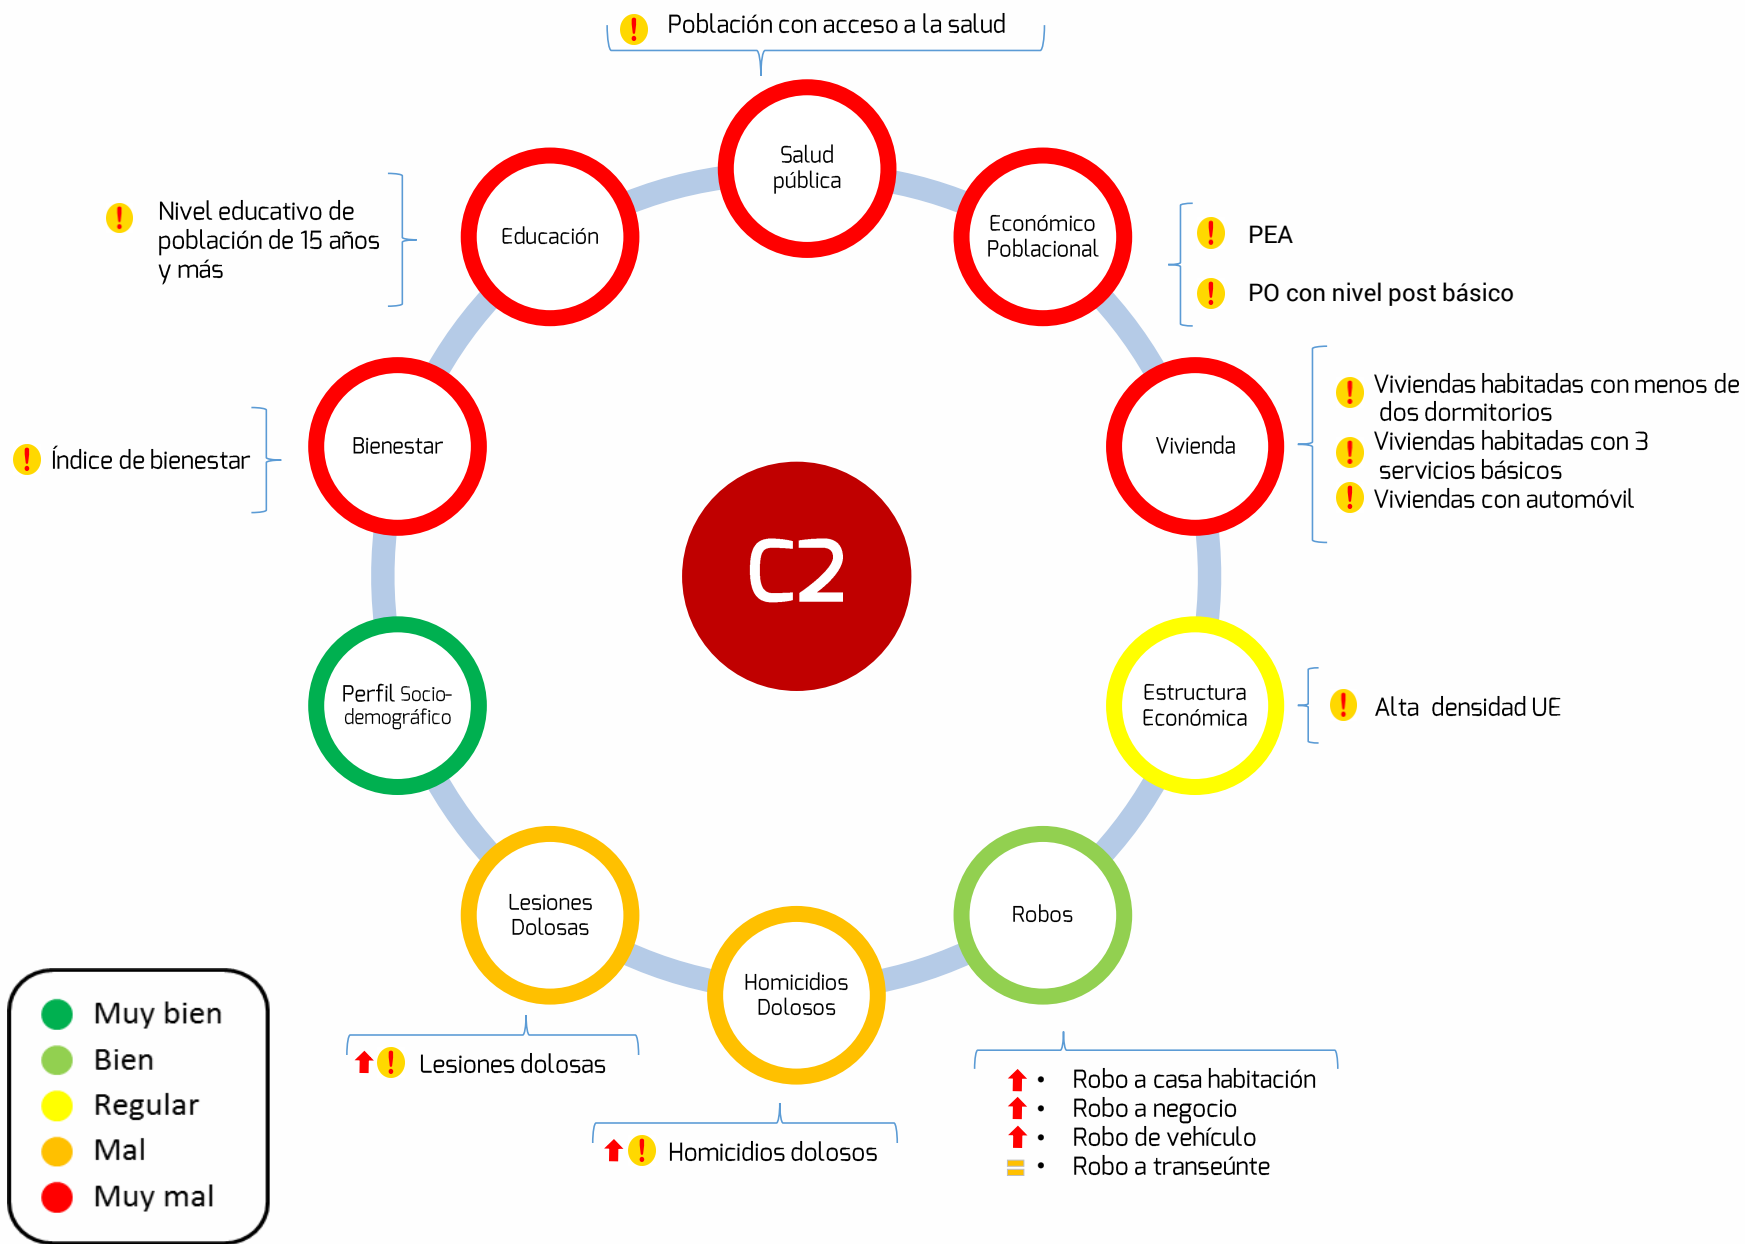 Población con acceso a la salud
Salud
pública
Educación
Nivel educativo de
población de 15 años
y más
Económico
Poblacional
PEA
PO con nivel post básico
Bienestar
Índice de bienestar
Vivienda
Viviendas habitadas con menos de
dos dormitorios
Viviendas habitadas con 3
servicios básicos
Viviendas con automóvil
C2
Perfil Socio-
demográfico
Estructura
Económica
Alta densidad UE
Lesiones
Dolosas
Lesiones dolosas
Homicidios
Dolosos
Homicidios dolosos
Robos
• Robo a casa habitación
• Robo a negocio
• Robo de vehículo
• Robo a transeúnte
Muy bien
Bien
Regular
Mal
Muy mal